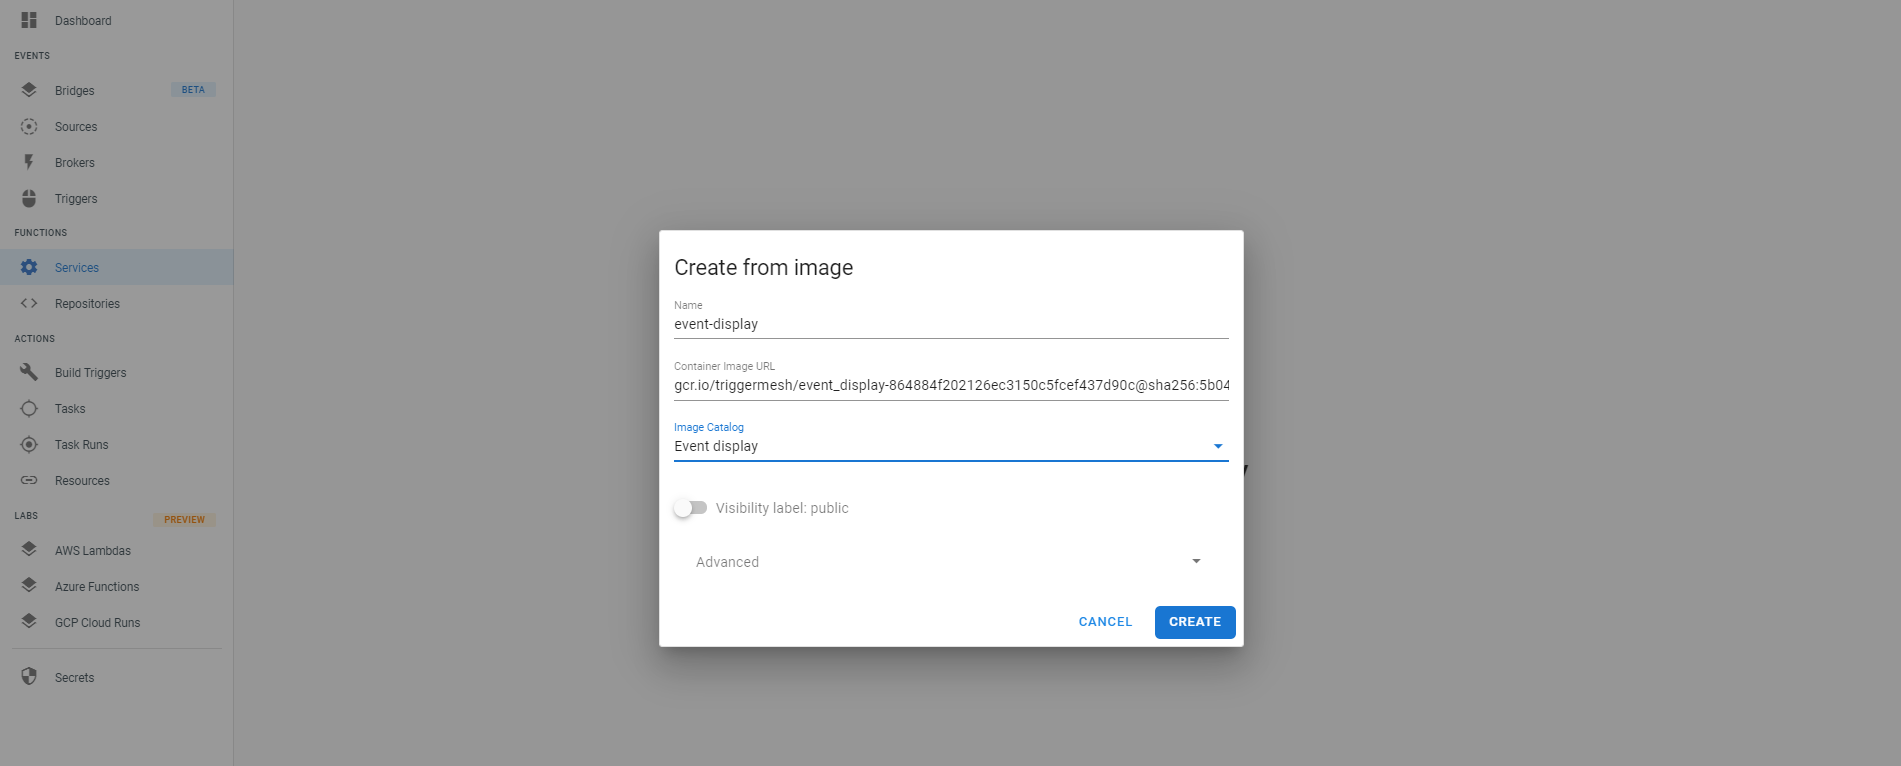 Dashboard
EVENTS
Bridges BETA
Sources
Brokers
Triggers
FUNCTIONS
Services
Repositories
ACTIONS
Build Triggers
Tasks
Task Runs
Resources
LABS PREVIEW
AWS Lambdas
Azure Functions
GCP Cloud Runs
Secrets
Create from image
Name
event-display
Container Image URL
gcr.io/triggermesh/event_display-864884f202126ec3150c5fcef437d90c@sha256:5b04
Image Catalog
Event display
Visibility label: public
Advanced
CANCEL CREATE